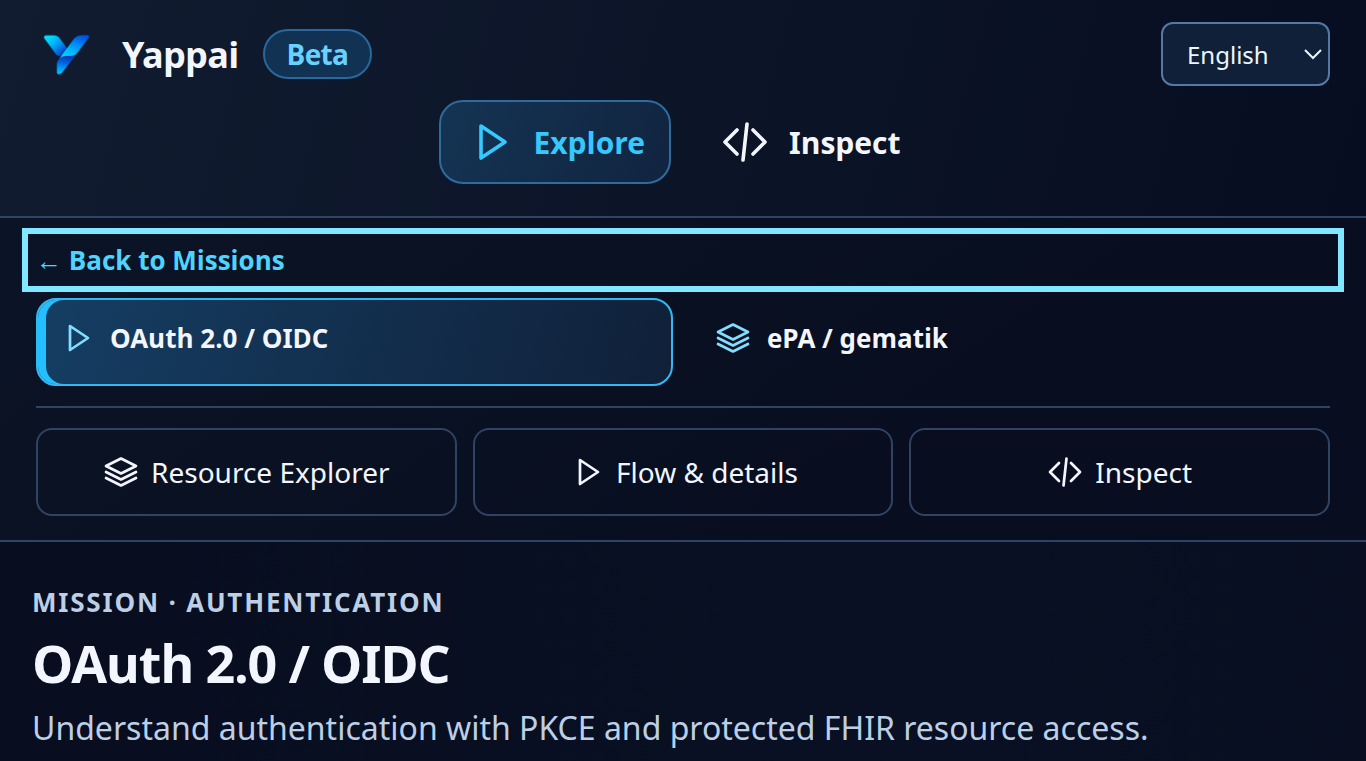 Yappai Beta English
Explore Inspect
← Back to Missions
OAuth 2.0 / OIDC ePA / gematik
Resource Explorer Flow & details Inspect
MISSION · AUTHENTICATION
OAuth 2.0 / OIDC
Understand authentication with PKCE and protected FHIR resource access.